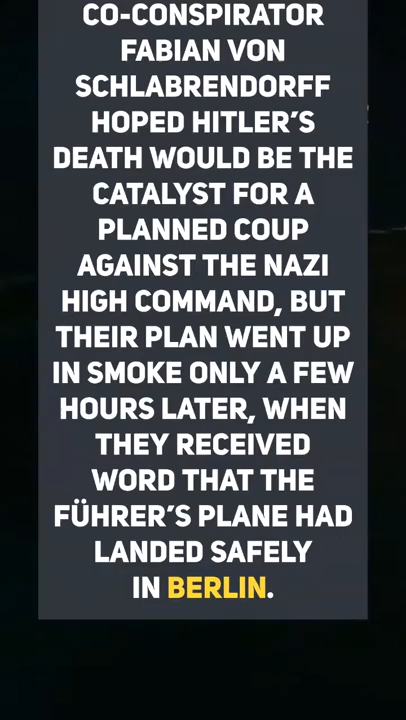 CO-CONSPIRATOR
FABIAN VON
SCHLABRENDORFF
HOPED HITLER'S
DEATH WOULD BE THE
CATALYST FOR A
PLANNED COUP
AGAINST THE NAZI
HIGH COMMAND, BUT
THEIR PLAN WENT UP
IN SMOKE ONLY A FEW
HOURS LATER, WHEN
THEY RECEIVED
WORD THAT THE
FÜHRER'S PLANE HAD
LANDED SAFELY
IN BERLIN.